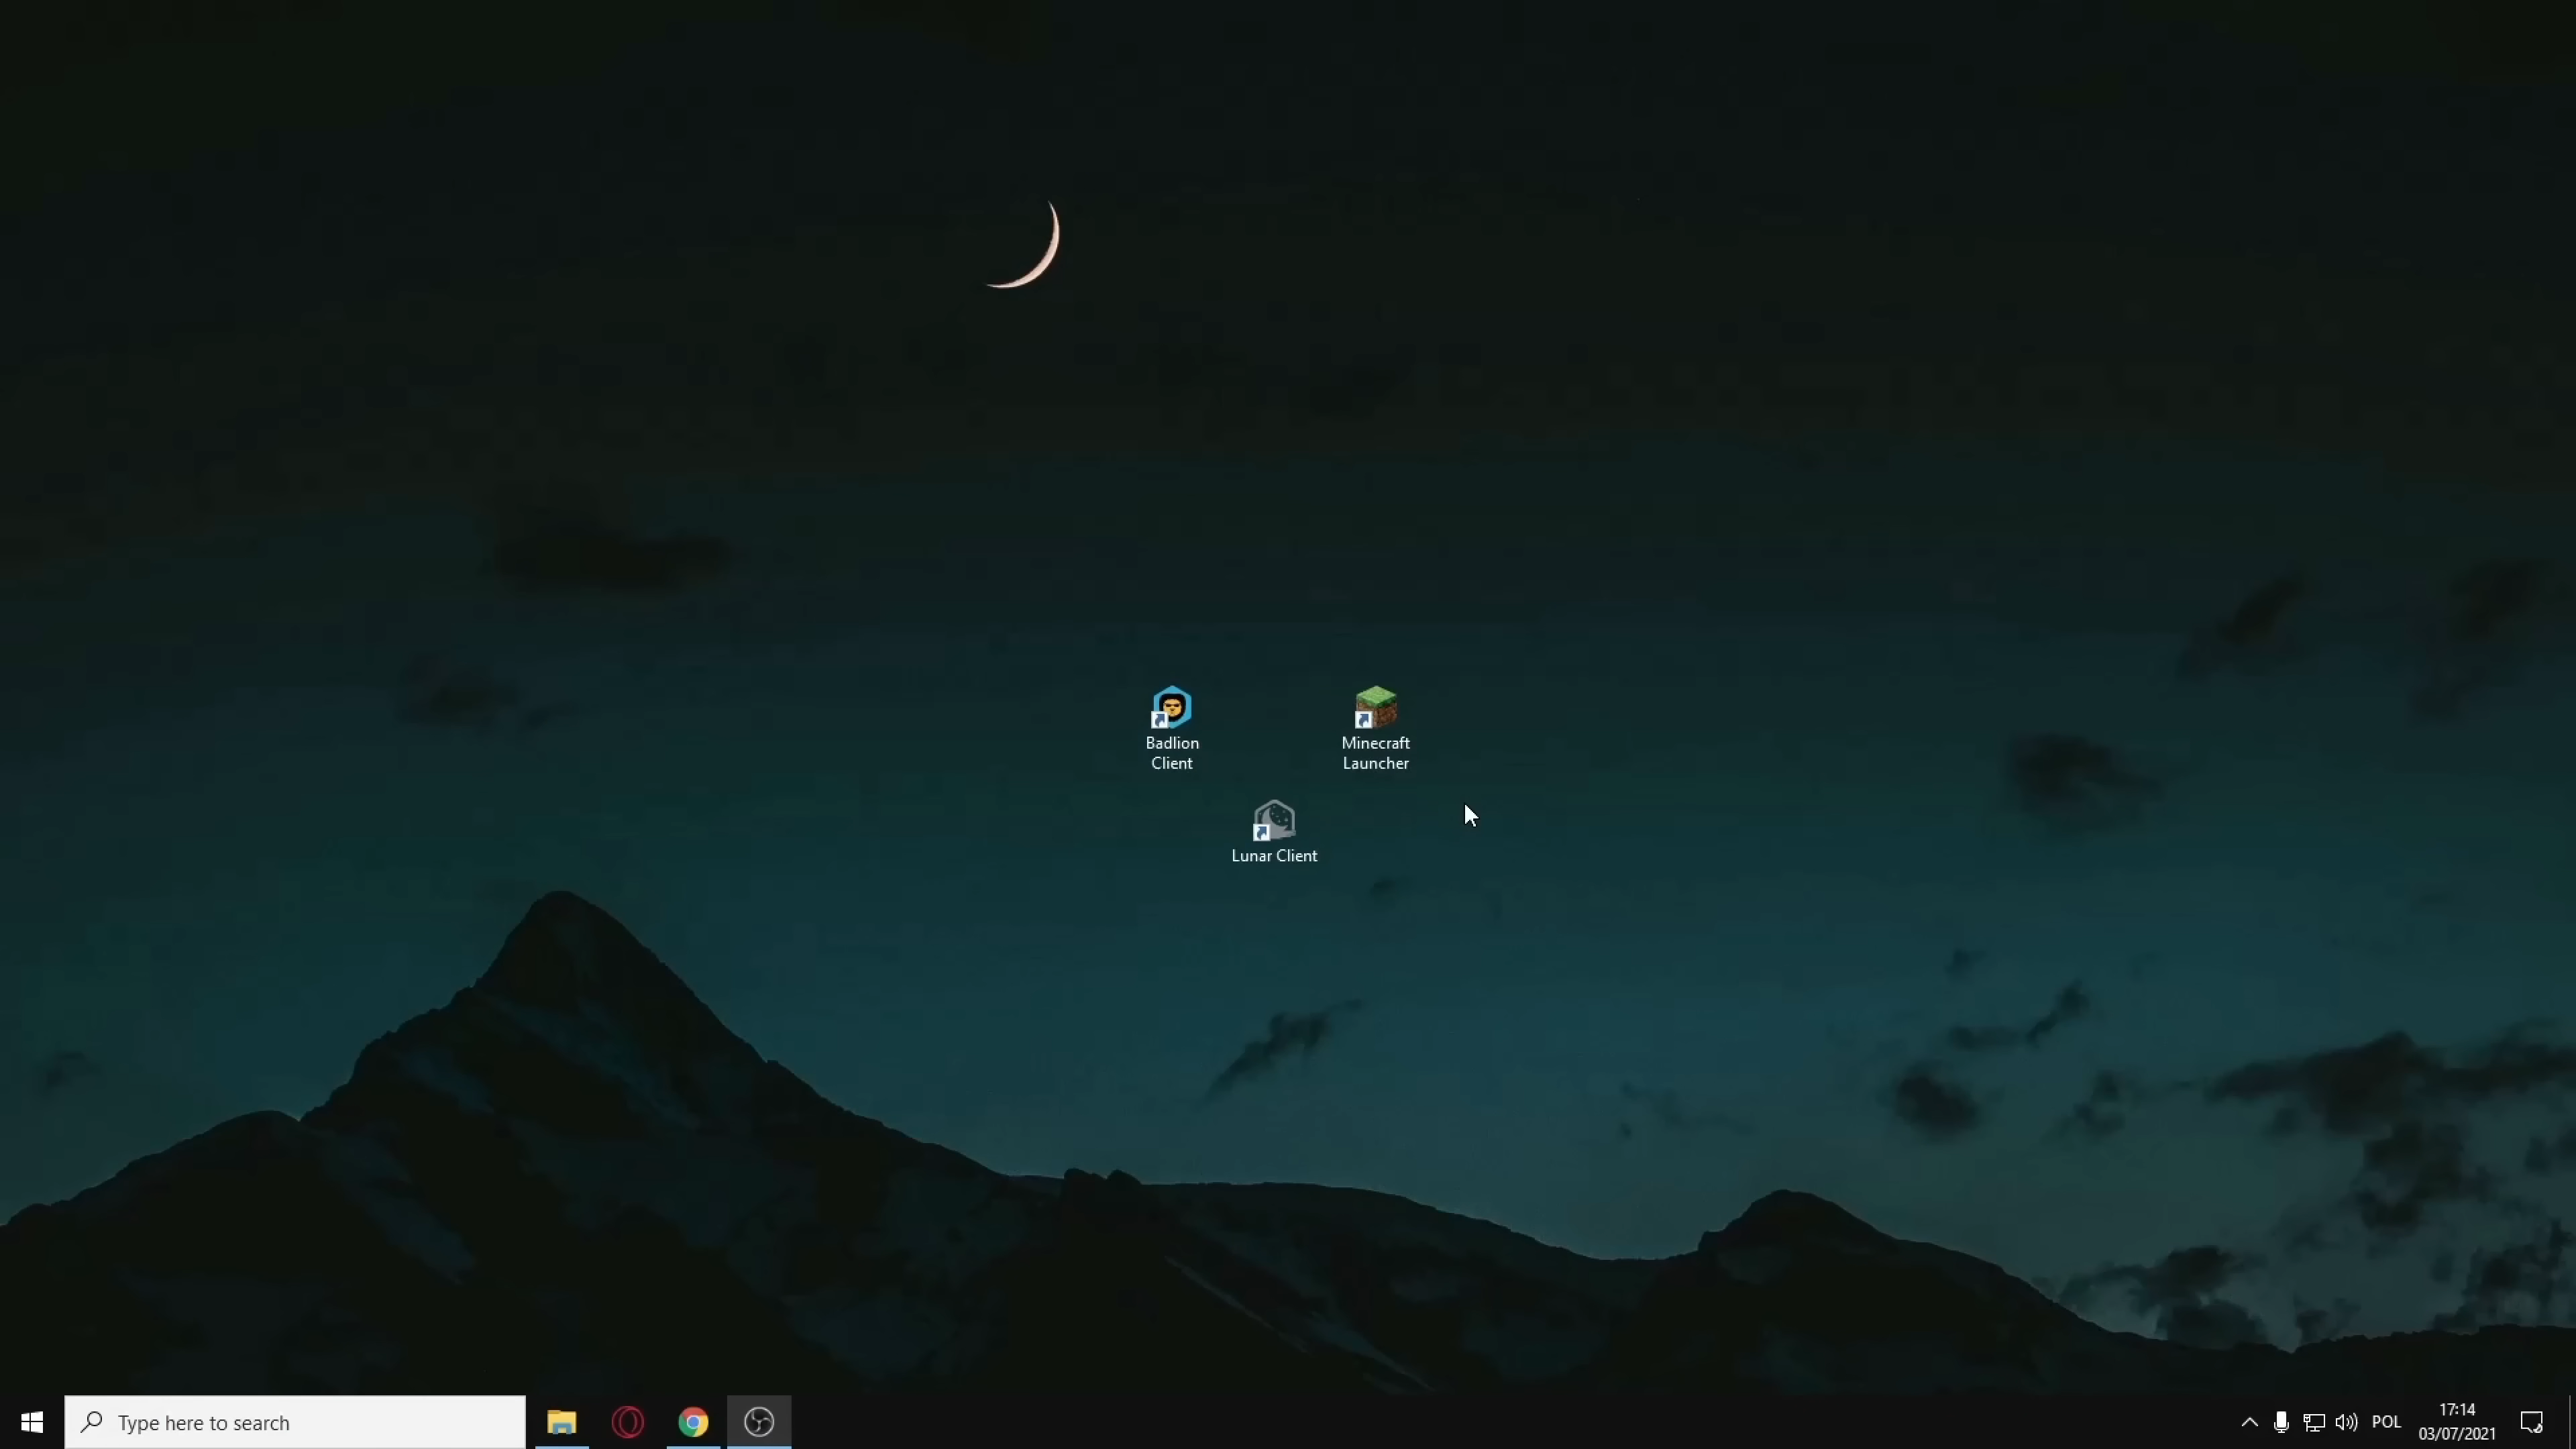 Badlion
Client
Minecraft
Launcher
Lunar Client
Type here to search
POL
17:14
03/07/2021